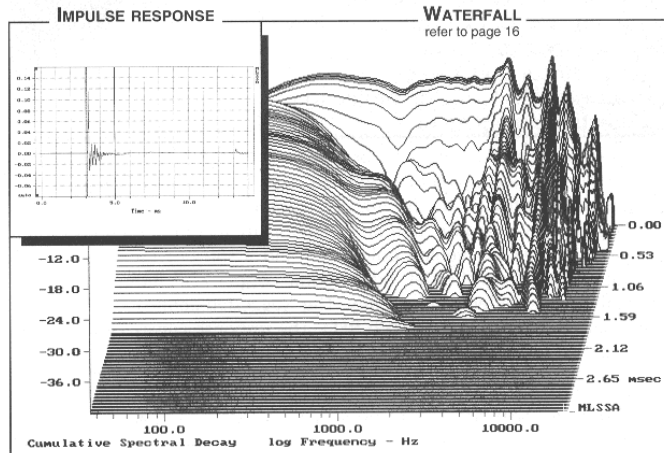 IMPULSE RESPONSE
WATERFALL
refer to page 16
0.14
Time - ms
0.00
0.53
1.06
1.59
2.12
2.65 msec
-12.0
-18.0
-24.0
-30.0
-36.0
MLSSA
100.0
1000.0
10000.0
Cumulative Spectral Decay log Frequency - Hz